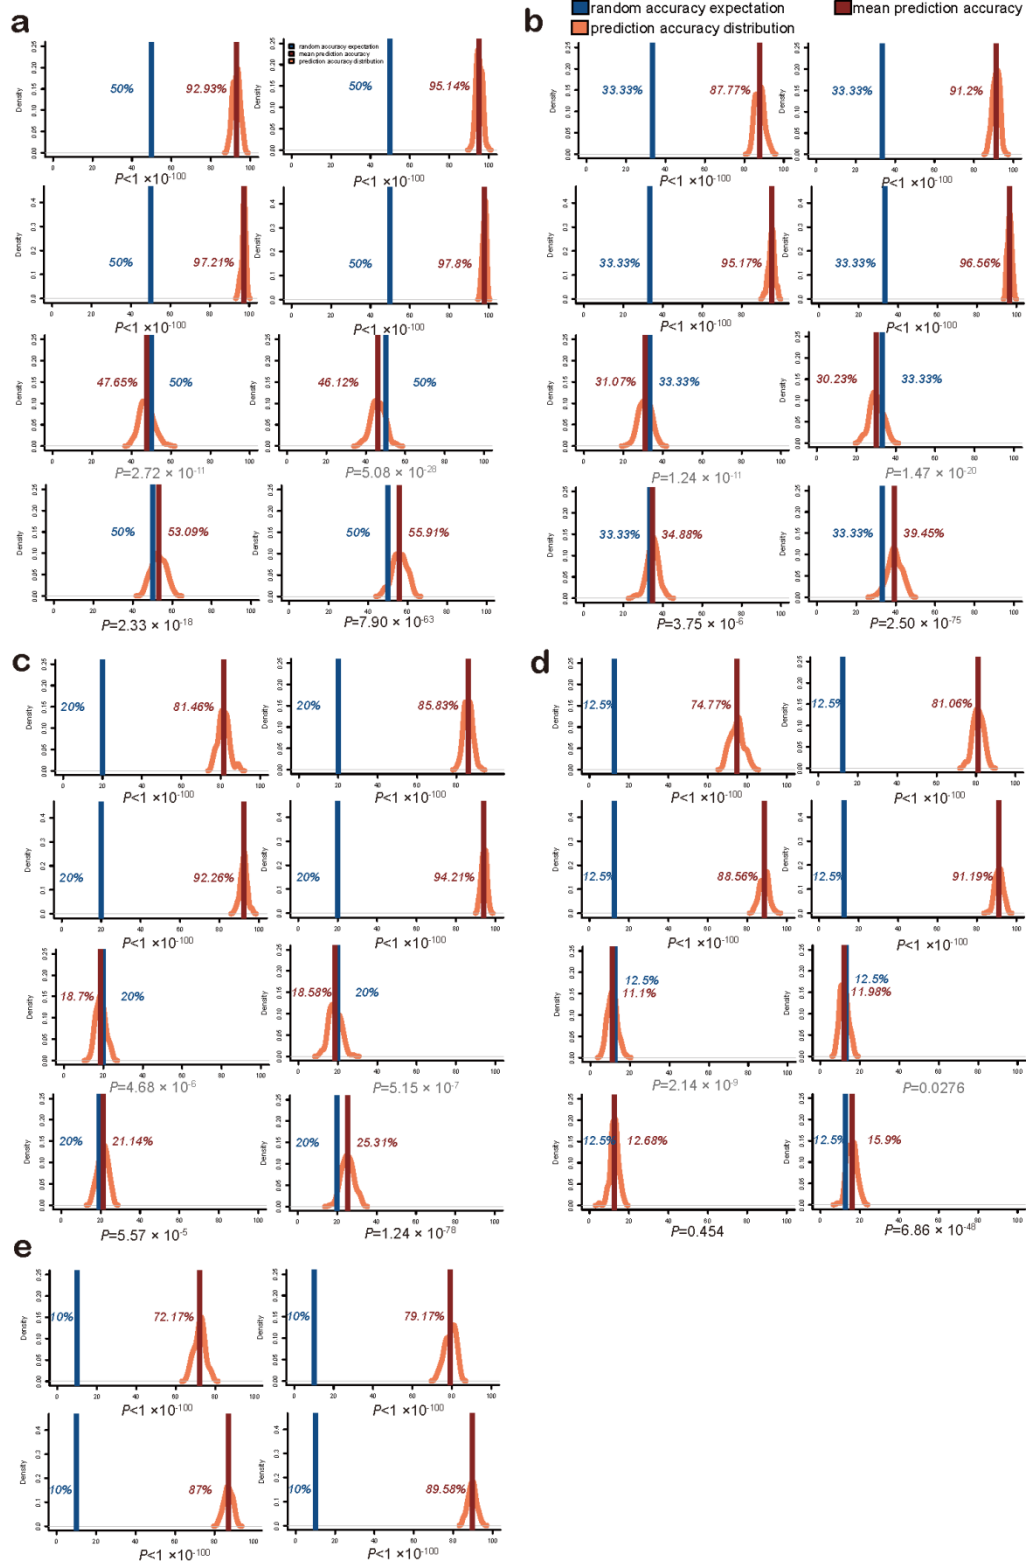 a
random accuracy expectation
mean prediction accuracy
prediction accuracy distribution
50%
92.93%
P<1 ×10-100
random accuracy expectation
mean prediction accuracy
prediction accuracy distribution
50%
95.14%
P<1 ×10-100
50%
97.21%
P<1 ×10-100
50%
97.8%
P<1 ×10-100
47.65%
50%
P=2.72 × 10-11
46.12%
50%
P=5.08 × 10-28
50%
53.09%
P=2.33 × 10-18
50%
55.91%
P=7.90 × 10-63
b
33.33%
87.77%
P<1 ×10-100
33.33%
91.2%
P<1 ×10-100
33.33%
95.17%
P<1 ×10-100
33.33%
96.56%
P<1 ×10-100
31.07%
33.33%
P=1.24 × 10-11
30.23%
33.33%
P=1.47 × 10-20
33.33%
34.88%
P=3.75 × 10-6
33.33%
39.45%
P=2.50 × 10-75
c
20%
81.46%
P<1 ×10-100
20%
85.83%
P<1 ×10-100
20%
92.26%
P<1 ×10-100
20%
94.21%
P<1 ×10-100
18.7%
20%
P=4.68 × 10-6
18.58%
20%
P=5.15 × 10-7
20%
21.14%
P=5.57 × 10-5
20%
25.31%
P=1.24 × 10-78
d
12.5%
74.77%
P<1 ×10-100
12.5%
81.06%
P<1 ×10-100
12.5%
88.56%
P<1 ×10-100
12.5%
91.19%
P<1 ×10-100
12.5%
11.1%
P=2.14 × 10-9
12.5%
11.98%
P=0.0276
12.5%
12.68%
P=0.454
12.5%
15.9%
P=6.86 × 10-48
e
10%
72.17%
P<1 ×10-100
10%
79.17%
P<1 ×10-100
10%
87%
P<1 ×10-100
10%
89.58%
P<1 ×10-100